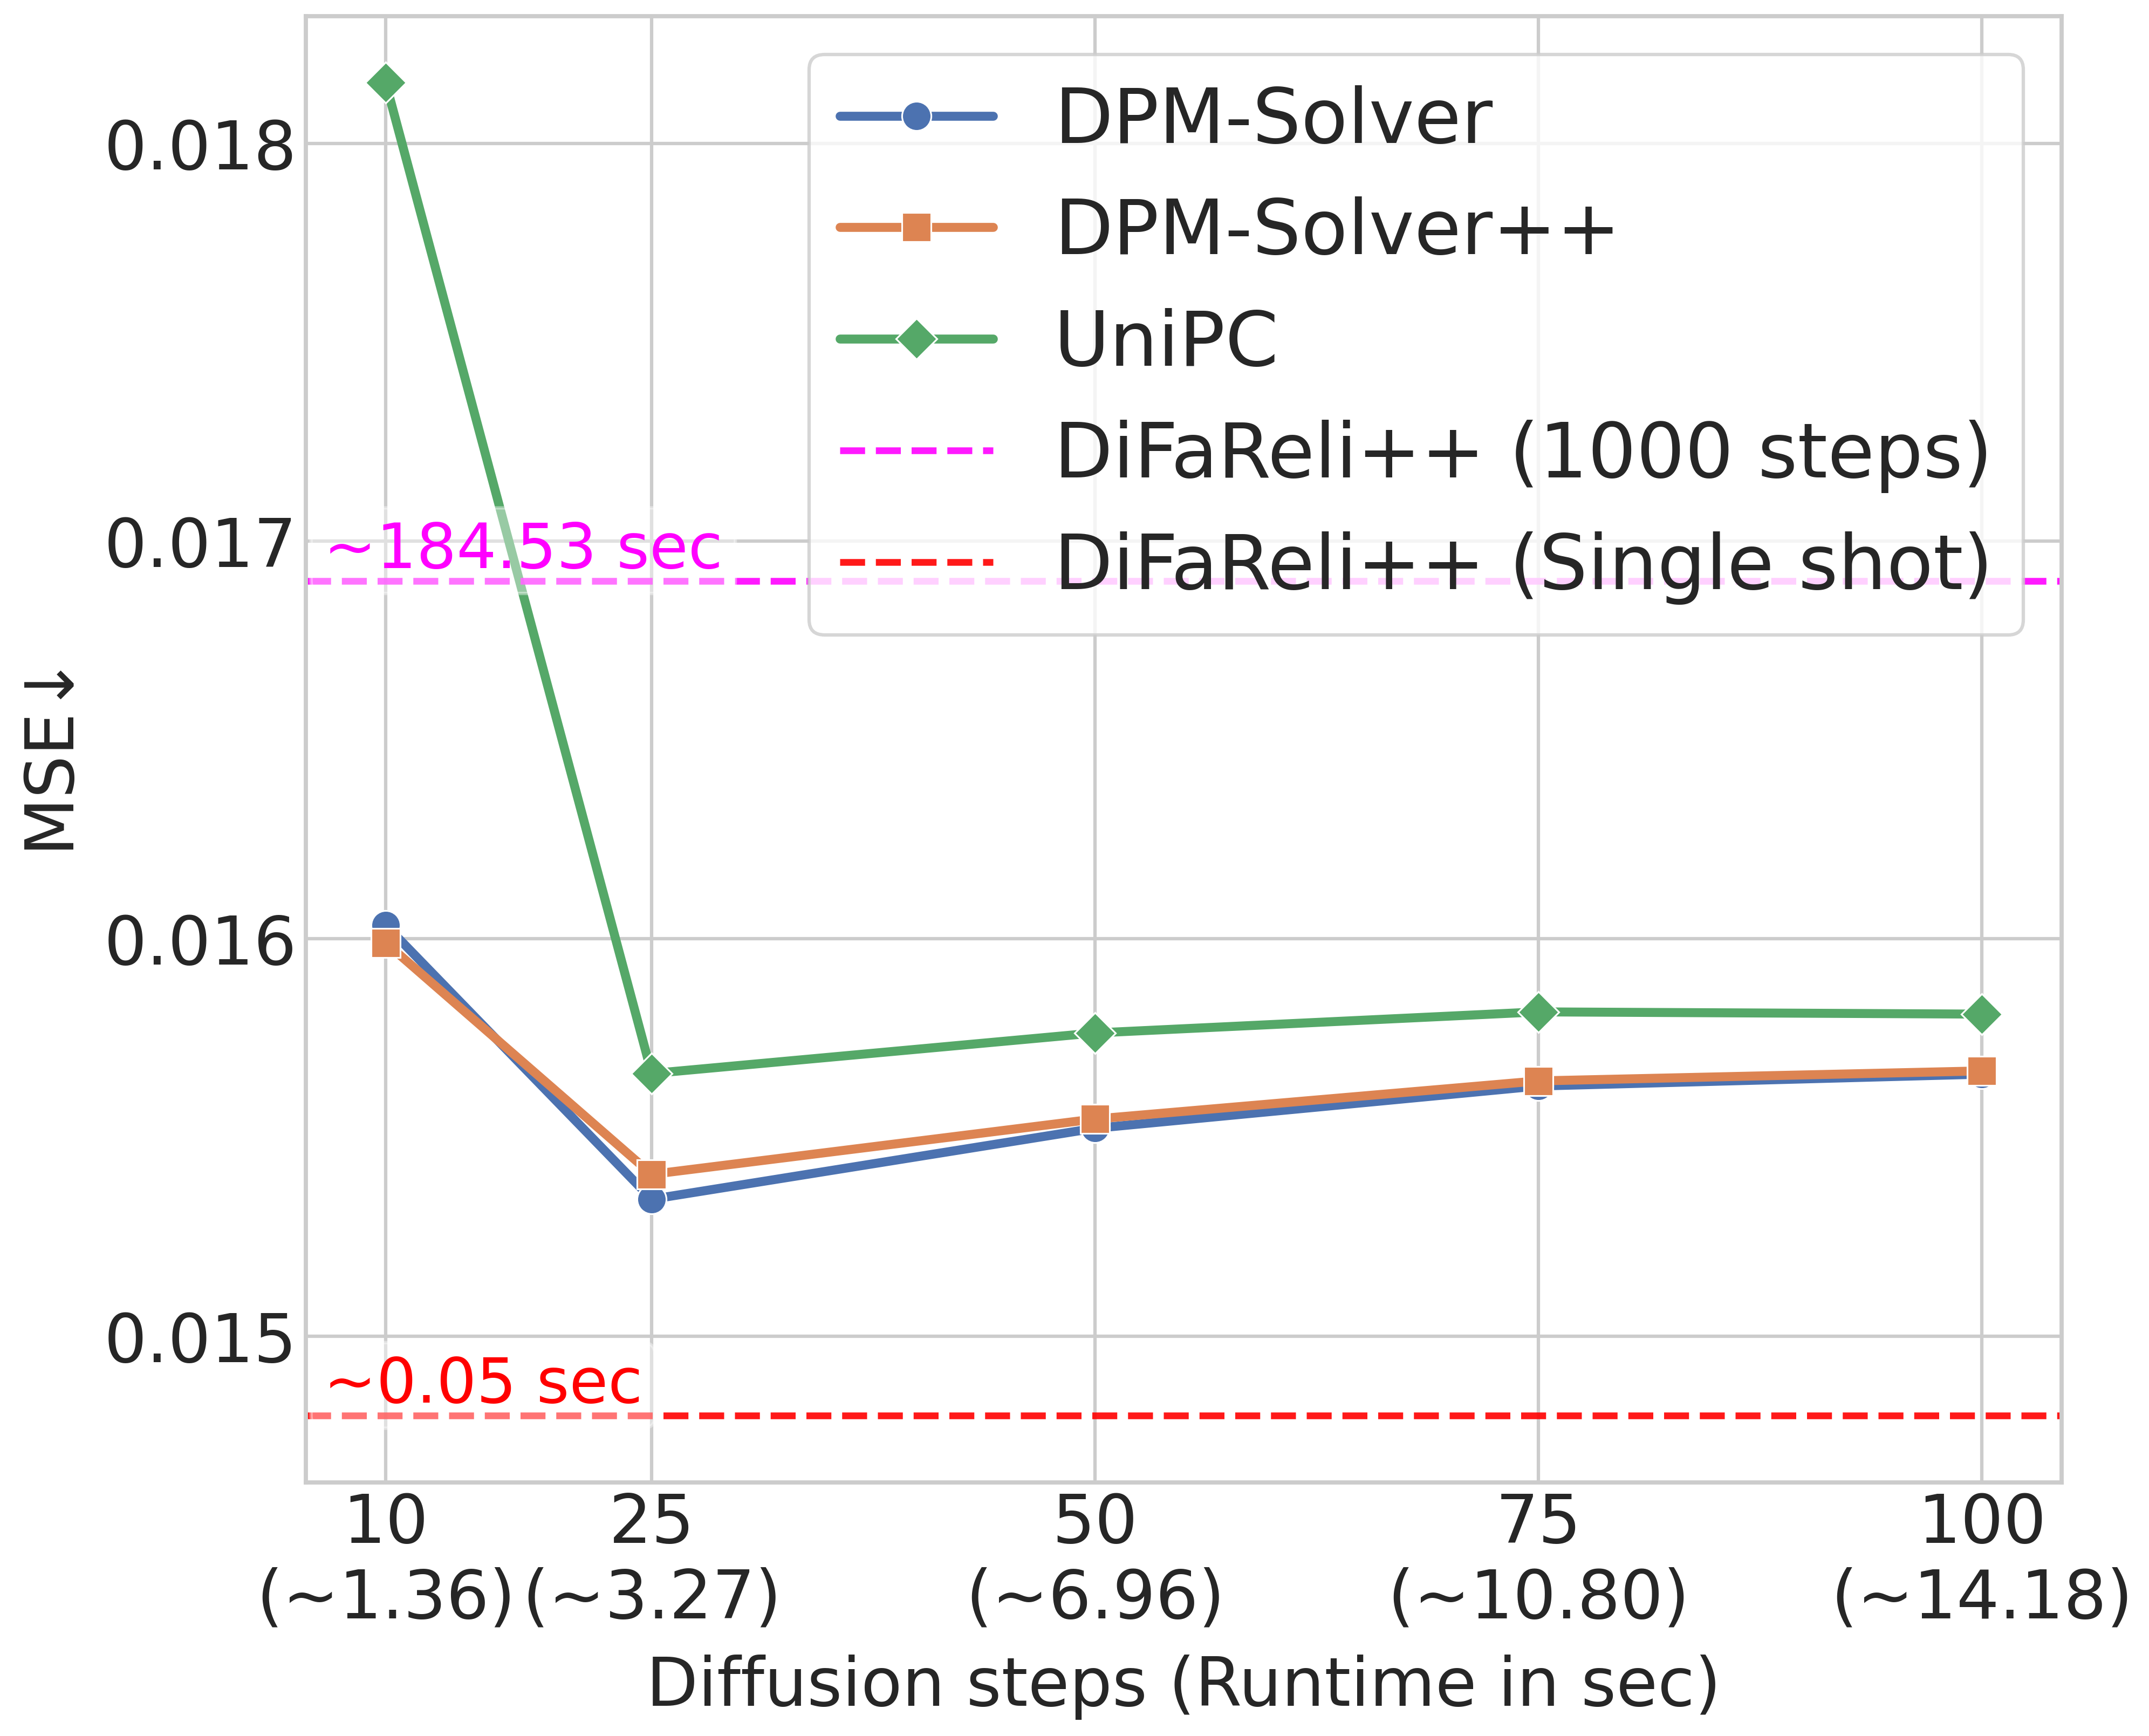 DPM-Solver
DPM-Solver++
UniPC
DiFaReli++ (1000 steps)
DiFaReli++ (Single shot)
0.018
0.017
0.016
0.015
MSE↓
~184.53 sec
~0.05 sec
10 25 50 75 100
(~1.36) (~3.27) (~6.96) (~10.80) (~14.18)
Diffusion steps (Runtime in sec)